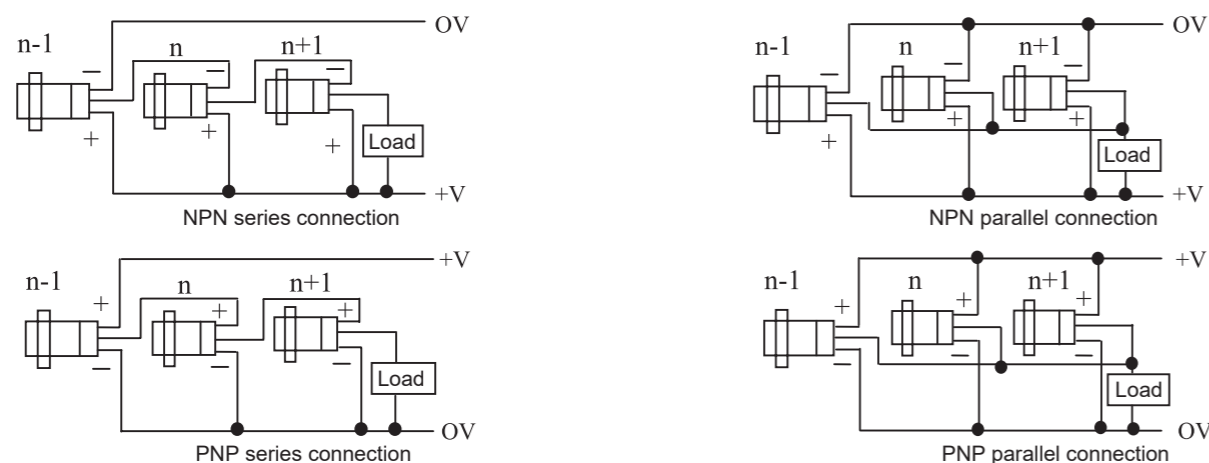 OV
n-1
n
n+1
Load
+V
NPN series connection
OV
n-1
n
n+1
Load
+V
NPN parallel connection
+V
n-1
n
n+1
Load
OV
PNP series connection
+V
n-1
n
n+1
Load
OV
PNP parallel connection